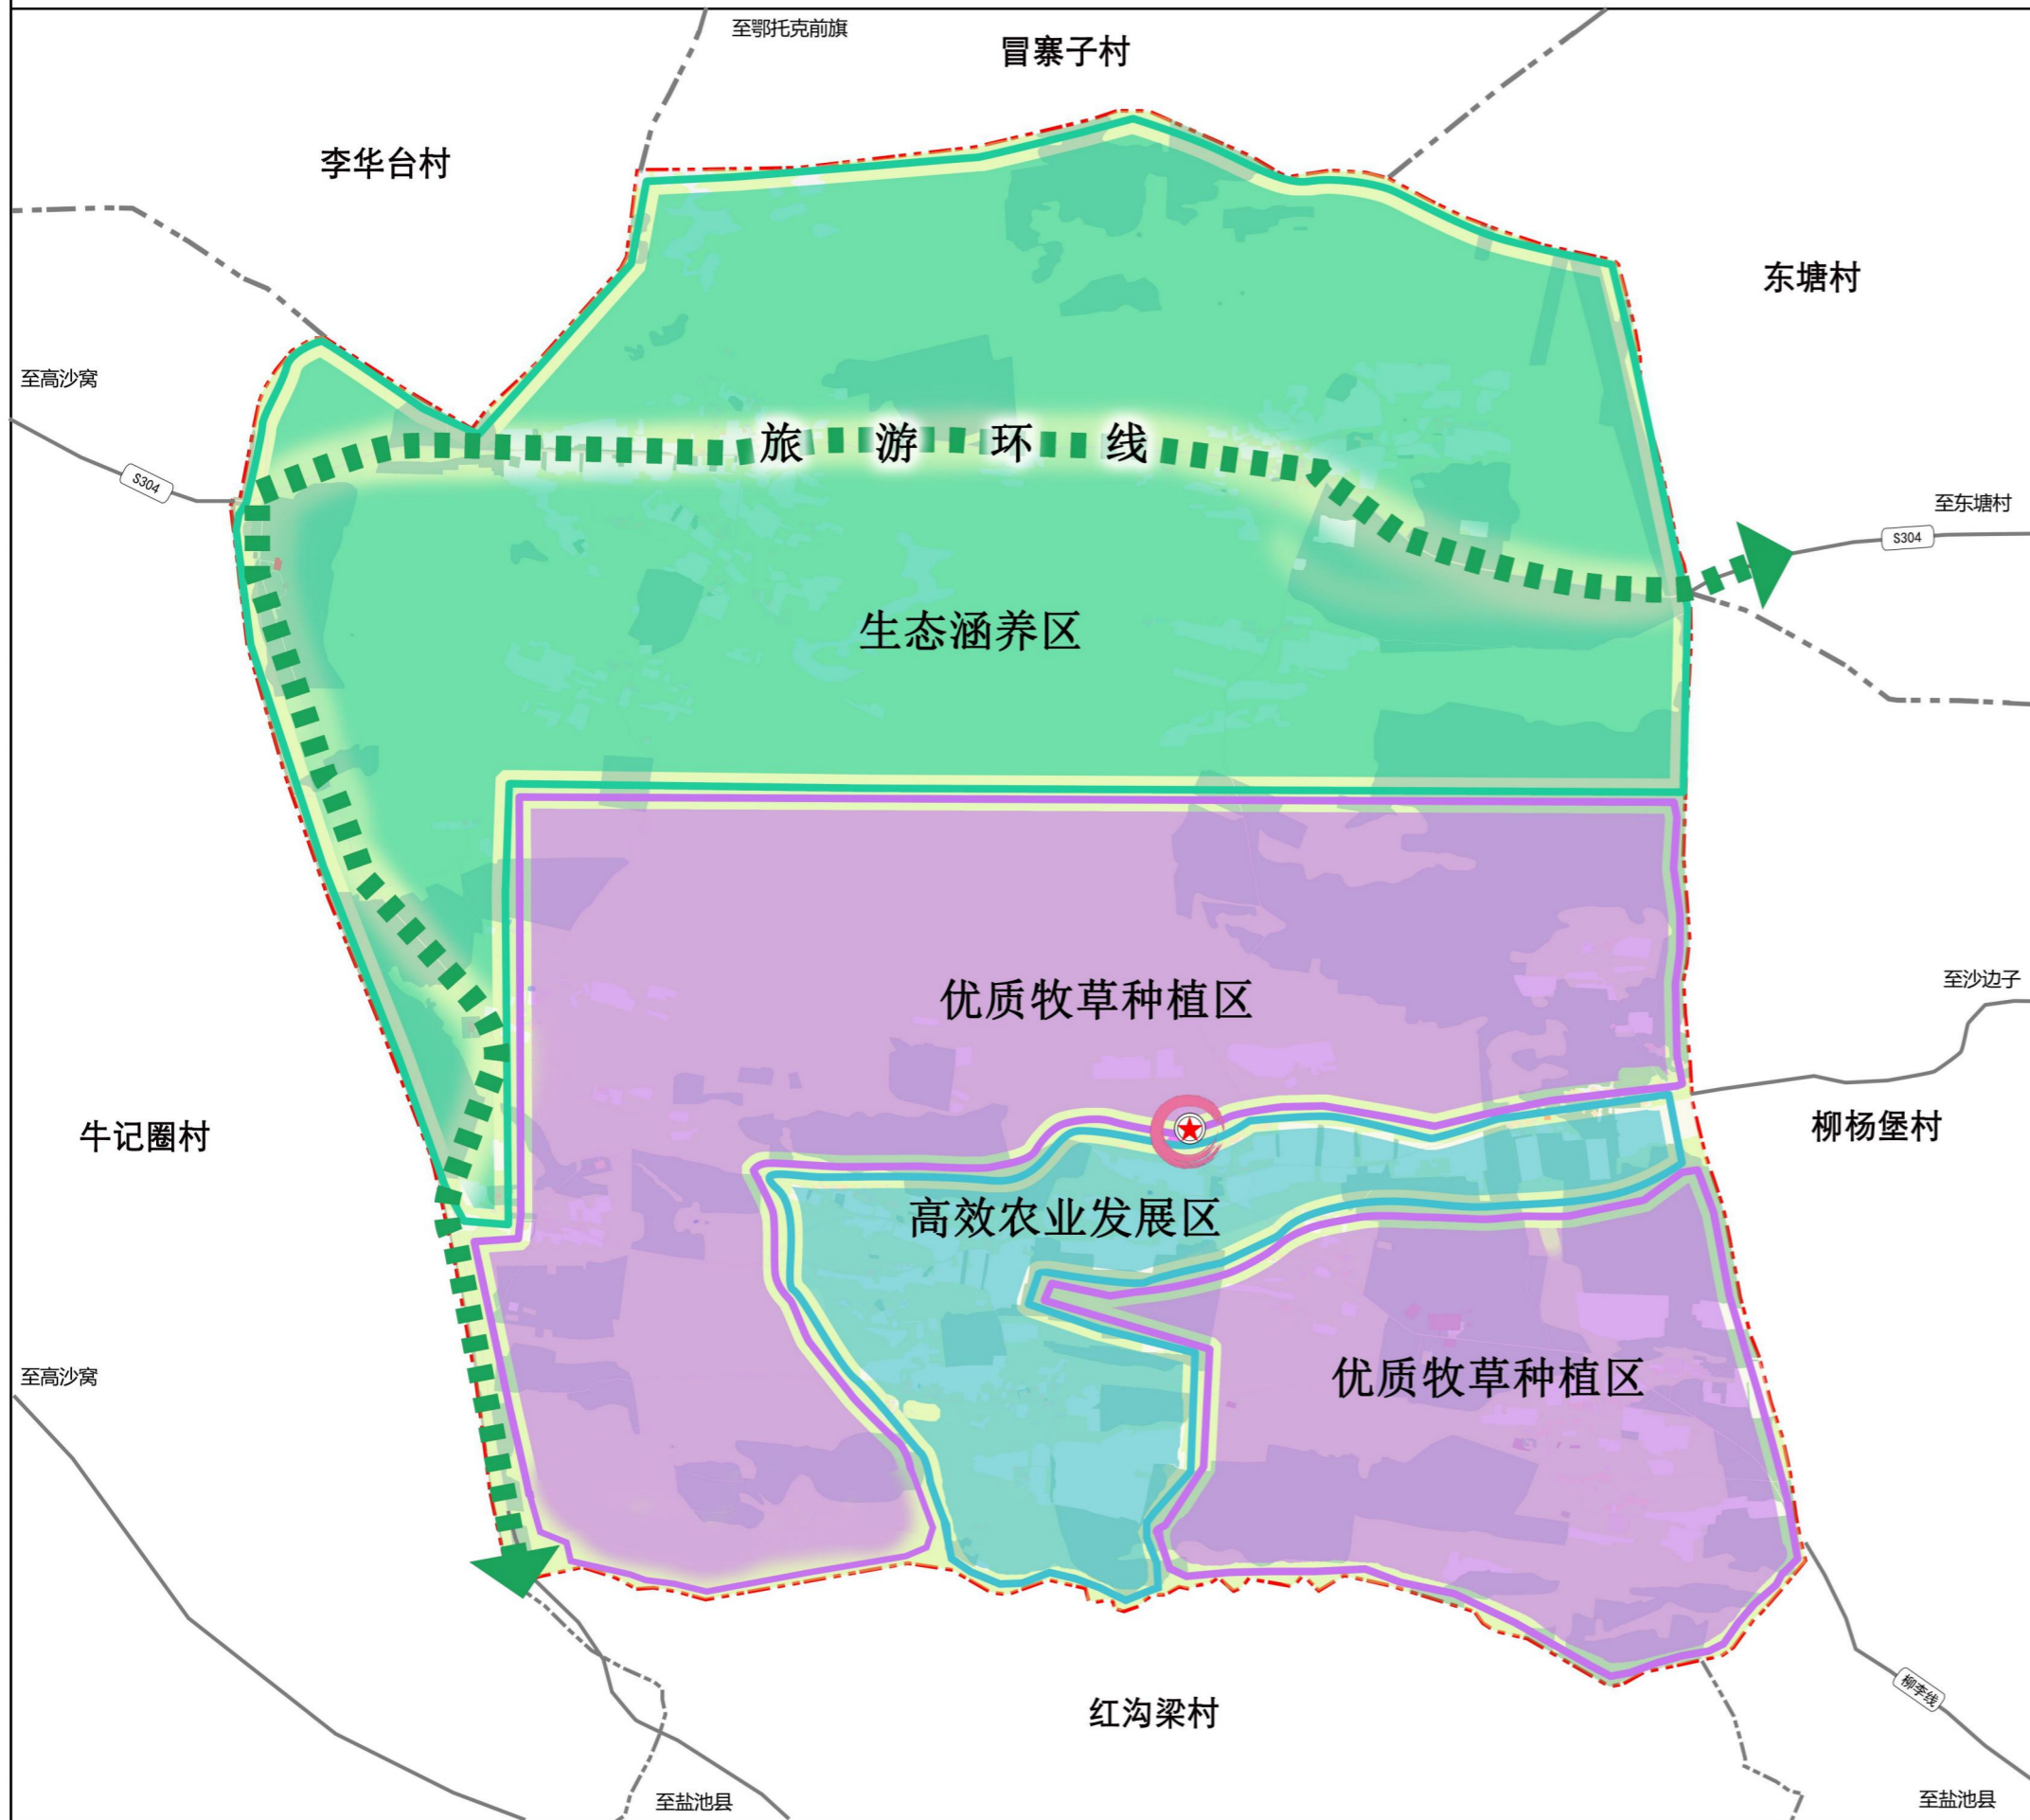 至鄂托克前旗
冒寨子村
李华台村
东塘村
至高沙窝
S304
旅游环线
至东塘村
S304
生态涵养区
至沙边子
优质牧草种植区
牛记圈村
柳杨堡村
高效农业发展区
至高沙窝
优质牧草种植区
红沟梁村
柳李线
至盐池县
至盐池县